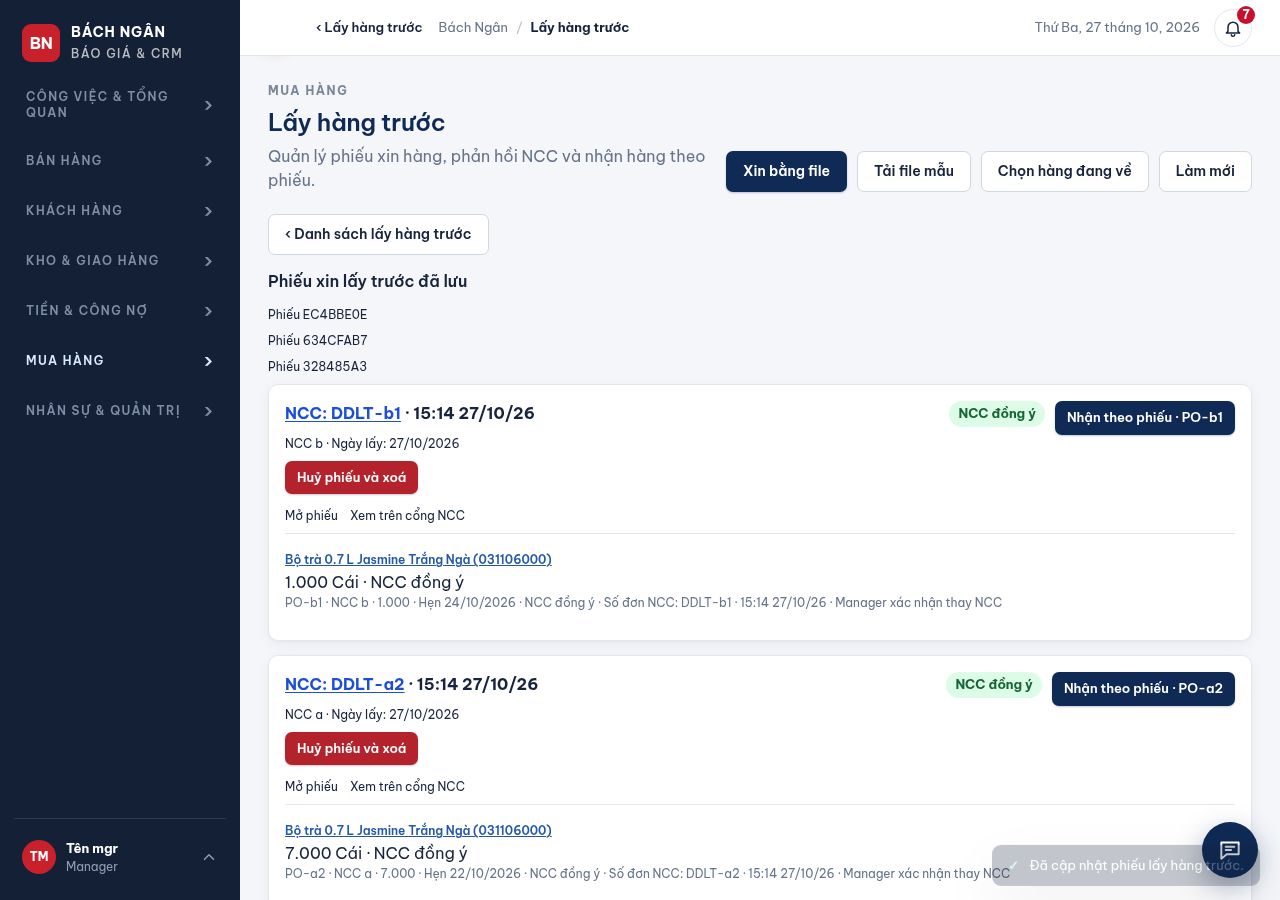 BN
BÁCH NGÂN
BÁO GIÁ & CRM
CÔNG VIỆC & TỔNG QUAN
BÁN HÀNG
KHÁCH HÀNG
KHO & GIAO HÀNG
TIỀN & CÔNG NỢ
MUA HÀNG
NHÂN SỰ & QUẢN TRỊ
TM
Tên mgr
Manager
‹ Lấy hàng trước
Bách Ngân / Lấy hàng trước
Thứ Ba, 27 tháng 10, 2026
7
MUA HÀNG
Lấy hàng trước
Quản lý phiếu xin hàng, phản hồi NCC và nhận hàng theo
phiếu.
Xin bằng file
Tải file mẫu
Chọn hàng đang về
Làm mới
‹ Danh sách lấy hàng trước
Phiếu xin lấy trước đã lưu
Phiếu EC4BBE0E
Phiếu 634CFAB7
Phiếu 328485A3
NCC: DDLT-b1 · 15:14 27/10/26
NCC đồng ý
Nhận theo phiếu · PO-b1
NCC b · Ngày lấy: 27/10/2026
Huỷ phiếu và xoá
Mở phiếu Xem trên cổng NCC
Bộ trà 0.7 L Jasmine Trắng Ngà (031106000)
1.000 Cái · NCC đồng ý
PO-b1 · NCC b · 1.000 · Hẹn 24/10/2026 · NCC đồng ý · Số đơn NCC: DDLT-b1 · 15:14 27/10/26 · Manager xác nhận thay NCC
NCC: DDLT-a2 · 15:14 27/10/26
NCC đồng ý
Nhận theo phiếu · PO-a2
NCC a · Ngày lấy: 27/10/2026
Huỷ phiếu và xoá
Mở phiếu Xem trên cổng NCC
Bộ trà 0.7 L Jasmine Trắng Ngà (031106000)
7.000 Cái · NCC đồng ý
PO-a2 · NCC a · 7.000 · Hẹn 22/10/2026 · NCC đồng ý · Số đơn NCC: DDLT-a2 · 15:14 27/10/26 · Manager xác nhận thay NCC
✓ Đã cập nhật phiếu lấy hàng trước.